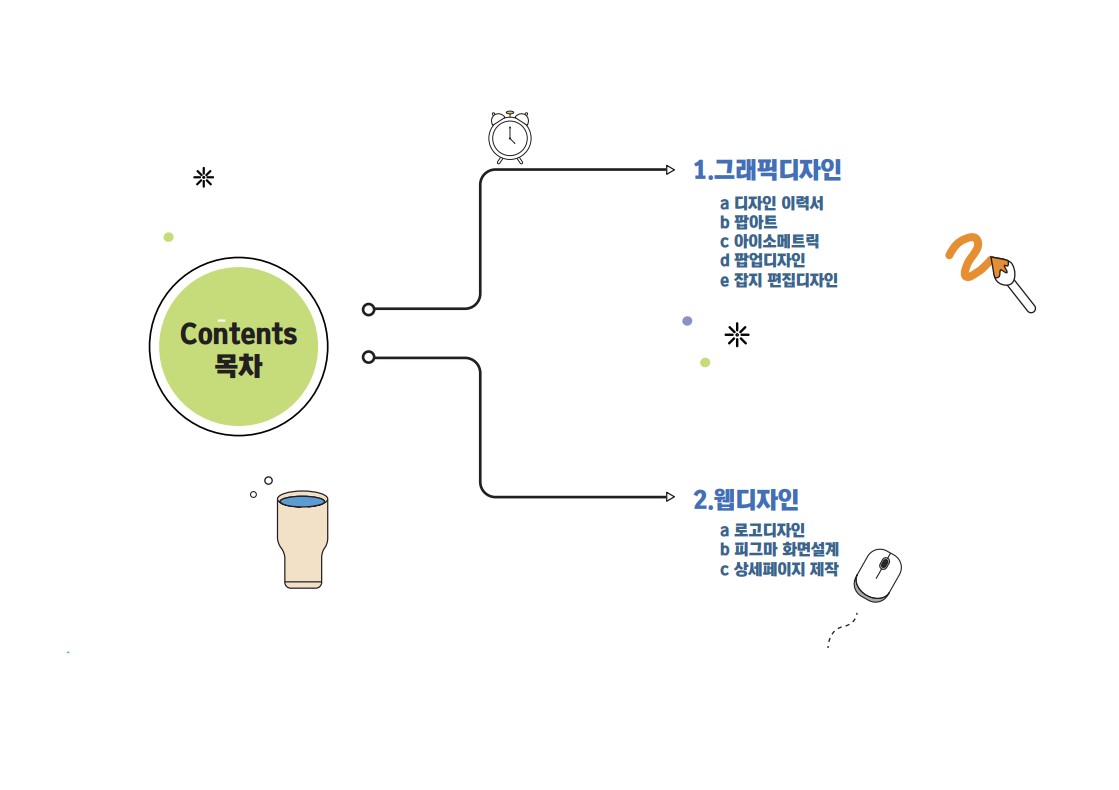 Contents
목차
1.그래픽디자인
a 디자인 이력서
b 팝아트
c 아이소메트릭
d 팝업디자인
e 잡지 편집디자인
2.웹디자인
a 로고디자인
b 피그마 화면설계
c 상세페이지 제작